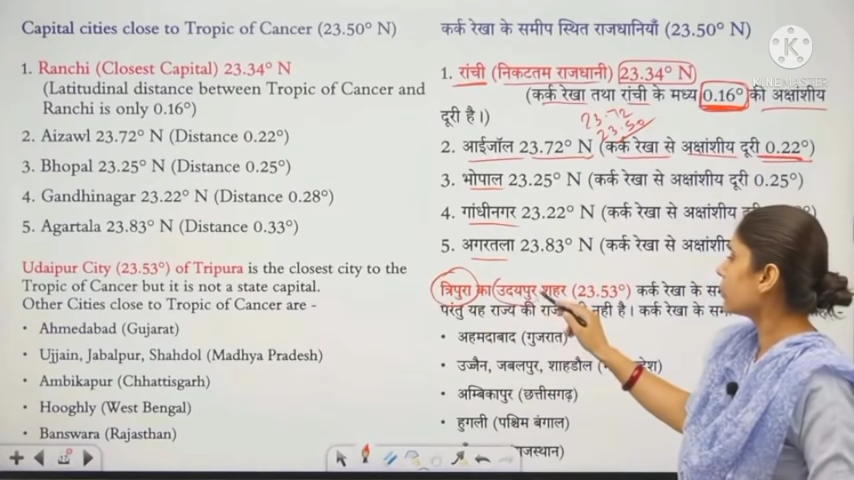 Capital cities close to Tropic of Cancer (23.50° N)
1. Ranchi (Closest Capital) 23.34° N
(Latitudinal distance between Tropic of Cancer and
Ranchi is only 0.16°)
2. Aizawl 23.72° N (Distance 0.22°)
3. Bhopal 23.25° N (Distance 0.25°)
4. Gandhinagar 23.22° N (Distance 0.28°)
5. Agartala 23.83° N (Distance 0.33°)
Udaipur City (23.53°) of Tripura is the closest city to the
Tropic of Cancer but it is not a state capital.
Other Cities close to Tropic of Cancer are -
• Ahmedabad (Gujarat)
• Ujjain, Jabalpur, Shahdol (Madhya Pradesh)
• Ambikapur (Chhattisgarh)
• Hooghly (West Bengal)
• Banswara (Rajasthan)
कर्क रेखा के समीप स्थित राजधानियाँ (23.50° N)
1. रांची (निकटतम राजधानी) 23.34° N
(कर्क रेखा तथा रांची के मध्य 0.16° की अक्षांशीय
दूरी है।)
23.72
23.50
2. आईजॉल 23.72° N (कर्क रेखा से अक्षांशीय दूरी 0.22°)
3. भोपाल 23.25° N (कर्क रेखा से अक्षांशीय दूरी 0.25°)
4. गांधीनगर 23.22° N (कर्क रेखा से अक्षांशीय
5. अगरतला 23.83° N (कर्क रेखा से अक्षांशीय
त्रिपुरा का उदयपुर शहर (23.53°) कर्क रेखा के
परंतु यह राज्य की नही है। कर्क रेखा के
• अहमदाबाद (गुजरात)
• उज्जैन, जबलपुर, शाहडौल
• अम्बिकापुर (छत्तीसगढ़)
• हुगली (पश्चिम बंगाल)
KINEMASTER